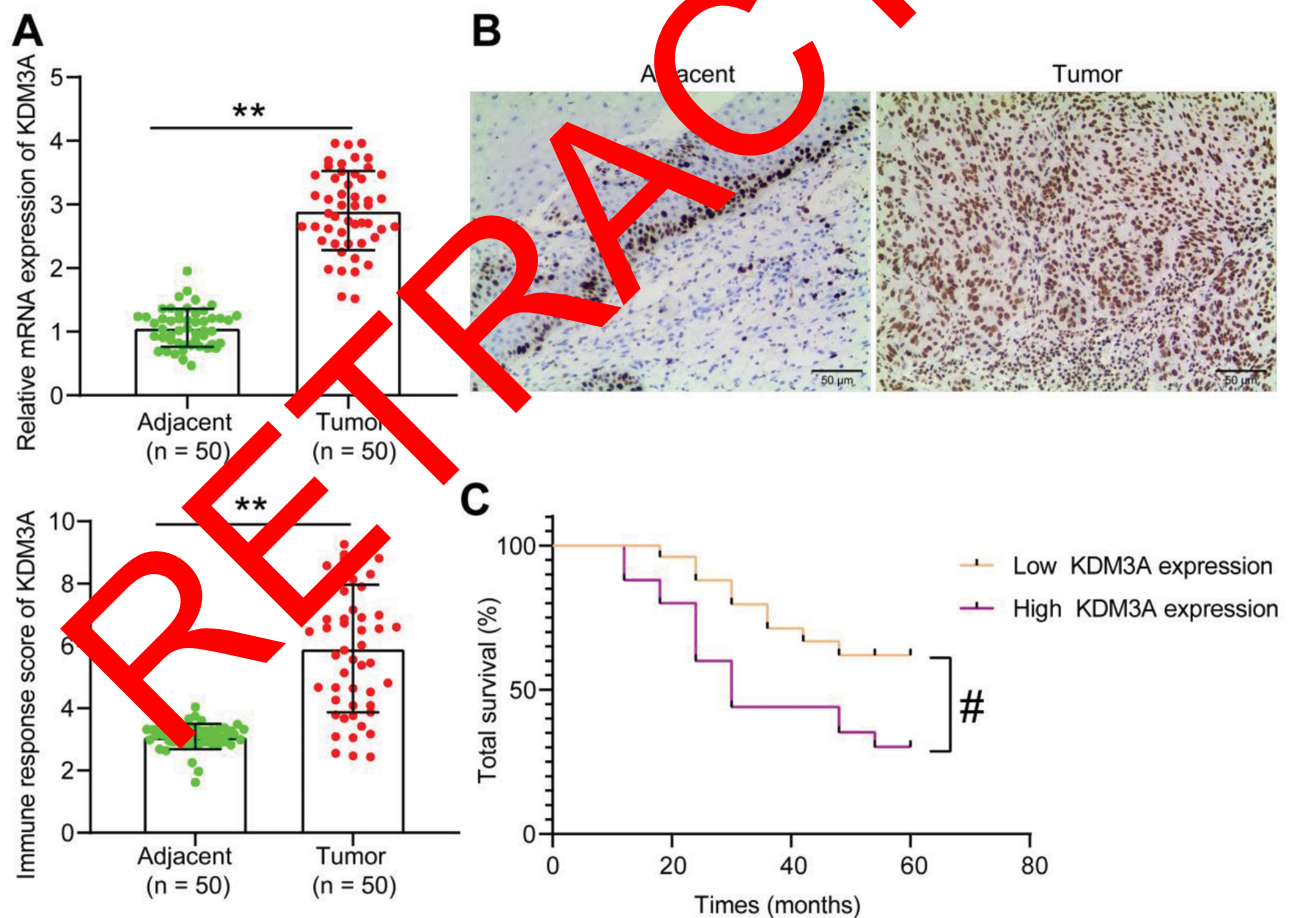 A
Relative mRNA expression of KDM3A
5
4
3
2
1
0
**
Adjacent
(n = 50)
Tumor
(n = 50)
B
Adjacent
Tumor
50 µm
50 µm
Immune response score of KDM3A
10
8
6
4
2
0
**
Adjacent
(n = 50)
Tumor
(n = 50)
C
Total survival (%)
100
50
0
0
20
40
60
80
Times (months)
Low KDM3A expression
High KDM3A expression
#
RETRACT